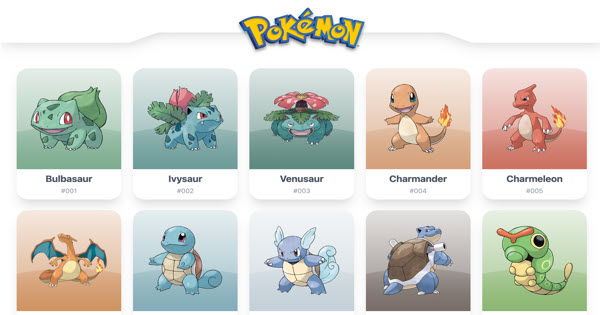 POKéMON
Bulbasaur
#001
Ivysaur
#002
Venusaur
#003
Charmander
#004
Charmeleon
#005